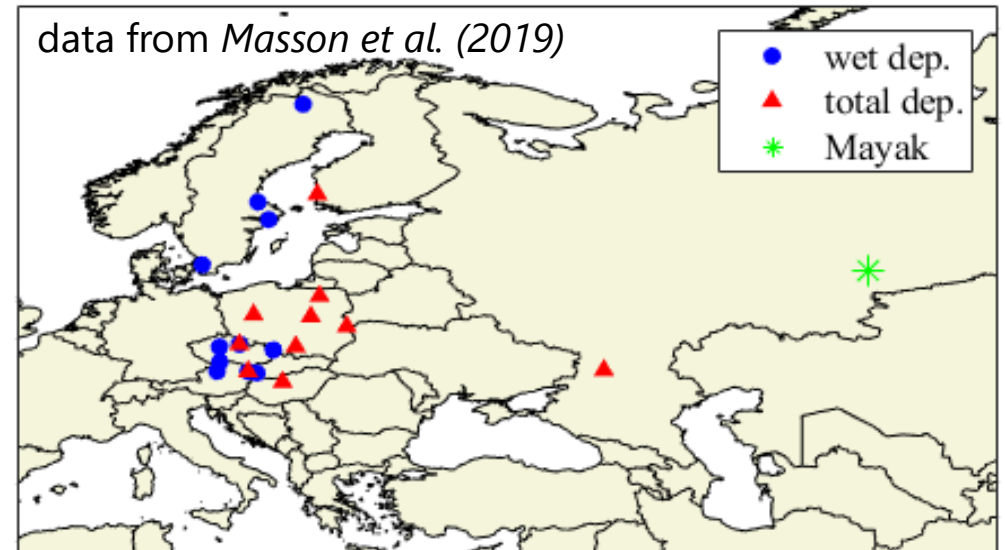 data from Masson et al. (2019)
wet dep.
total dep.
Mayak